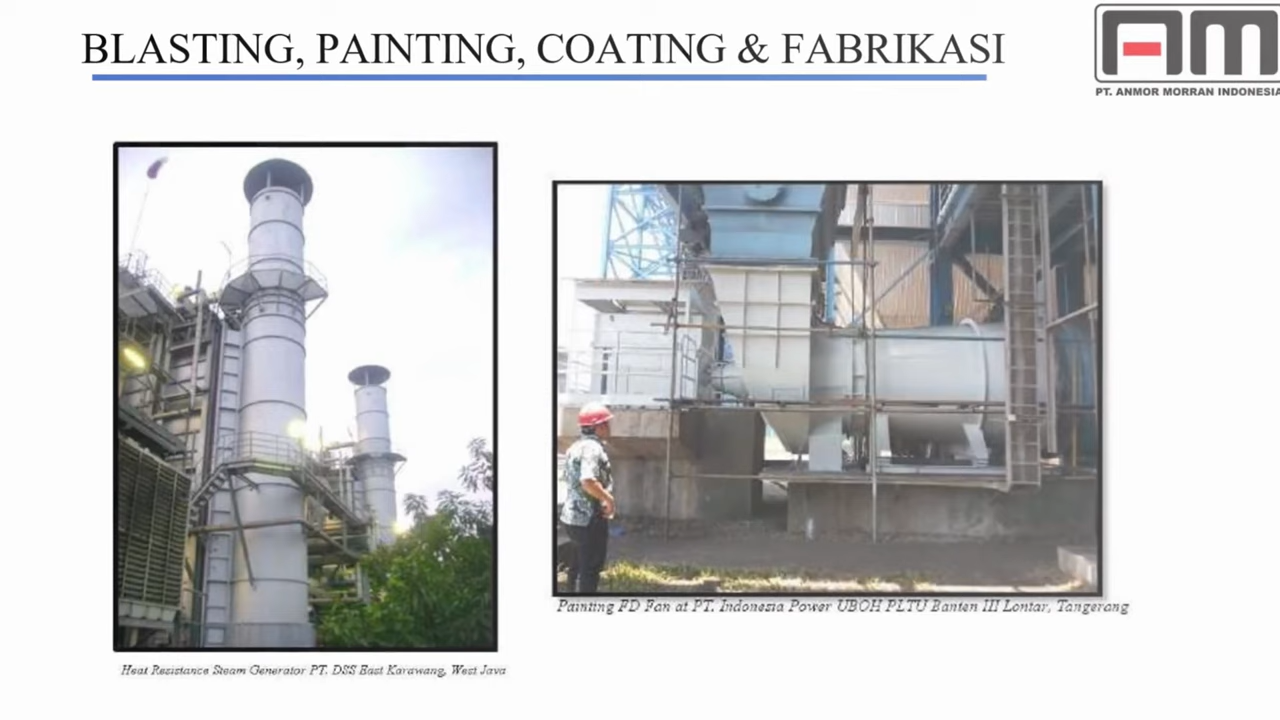 BLASTING, PAINTING, COATING & FABRIKASI
AM
PT. ANMOR MORRAN INDONESIA
Painting FD Fan at PT. Indonesia Power UBOH PLTU Banten III Lontar, Tangerang
Heat Resistance Steam Generator PT. DSS East Karawang, West Java